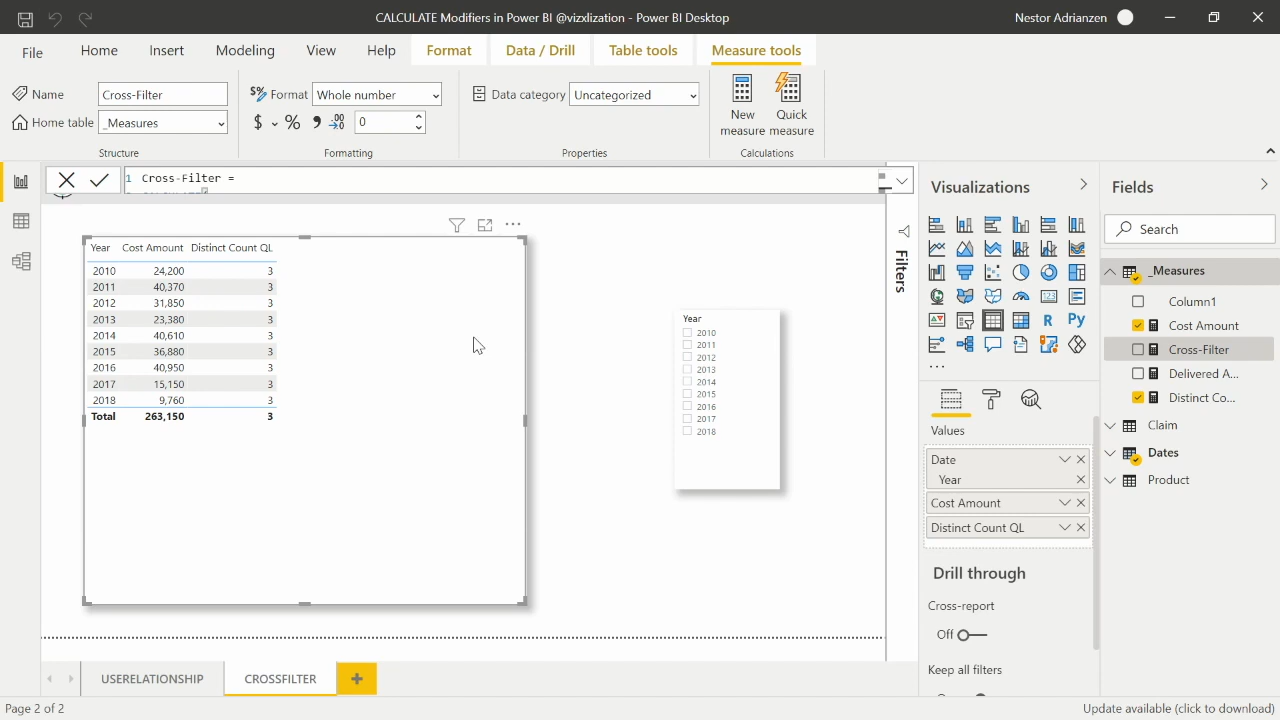 CALCULATE Modifiers in Power BI @vizxlization - Power BI Desktop
Nestor Adrianzen
File Home Insert Modeling View Help Format Data / Drill Table tools Measure tools
Name Cross-Filter
Home table _Measures
Structure
$% Format Whole number
$ % 0
Formatting
Data category Uncategorized
Properties
New measure
Quick measure
Calculations
1 Cross-Filter =
Year Cost Amount Distinct Count QL
2010 24,200 3
2011 40,370 3
2012 31,850 3
2013 23,380 3
2014 40,610 3
2015 36,880 3
2016 40,950 3
2017 15,150 3
2018 9,760 3
Total 263,150 3
Year
2010
2011
2012
2013
2014
2015
2016
2017
2018
Filters
Visualizations
R
Py
Values
Date
Year
Cost Amount
Distinct Count QL
Drill through
Cross-report
Off
Keep all filters
Fields
Search
_Measures
Column1
Cost Amount
Cross-Filter
Delivered A...
Distinct Co...
Claim
Dates
Product
USERELATIONSHIP
CROSSFILTER
Page 2 of 2
Update available (click to download)